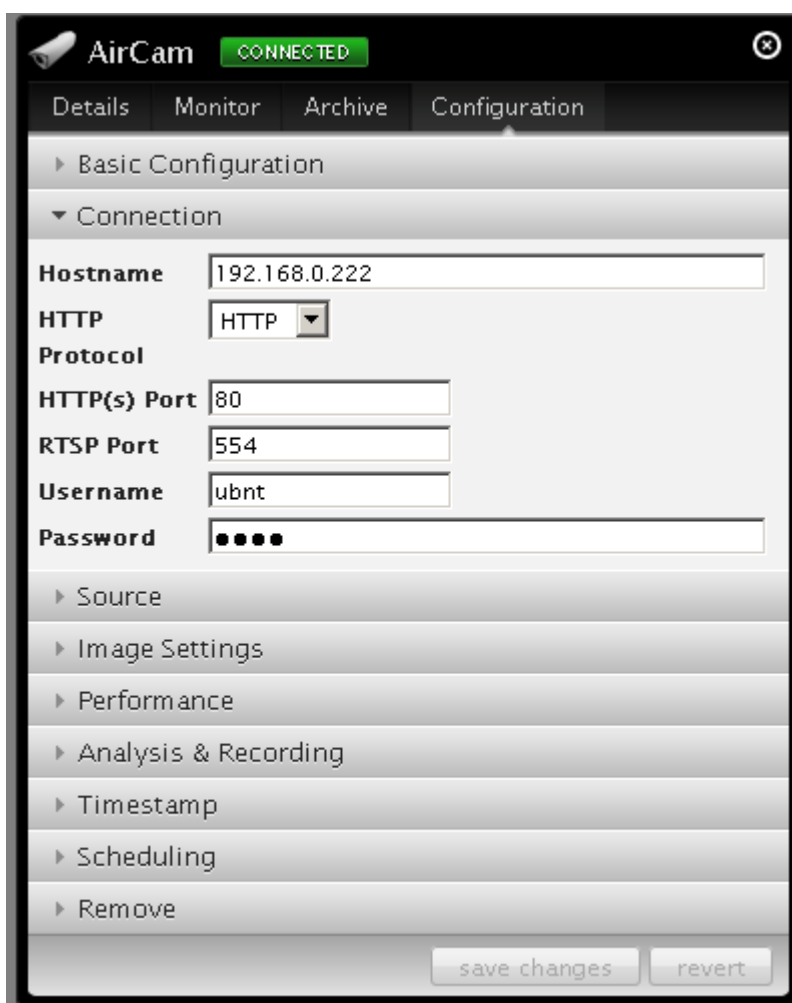 AirCam CONNECTED
Details Monitor Archive Configuration
Basic Configuration
Connection
Hostname 192.168.0.222
HTTP Protocol HTTP
HTTP(s) Port 80
RTSP Port 554
Username ubnt
Password ●●●●
Source
Image Settings
Performance
Analysis & Recording
Timestamp
Scheduling
Remove
save changes revert